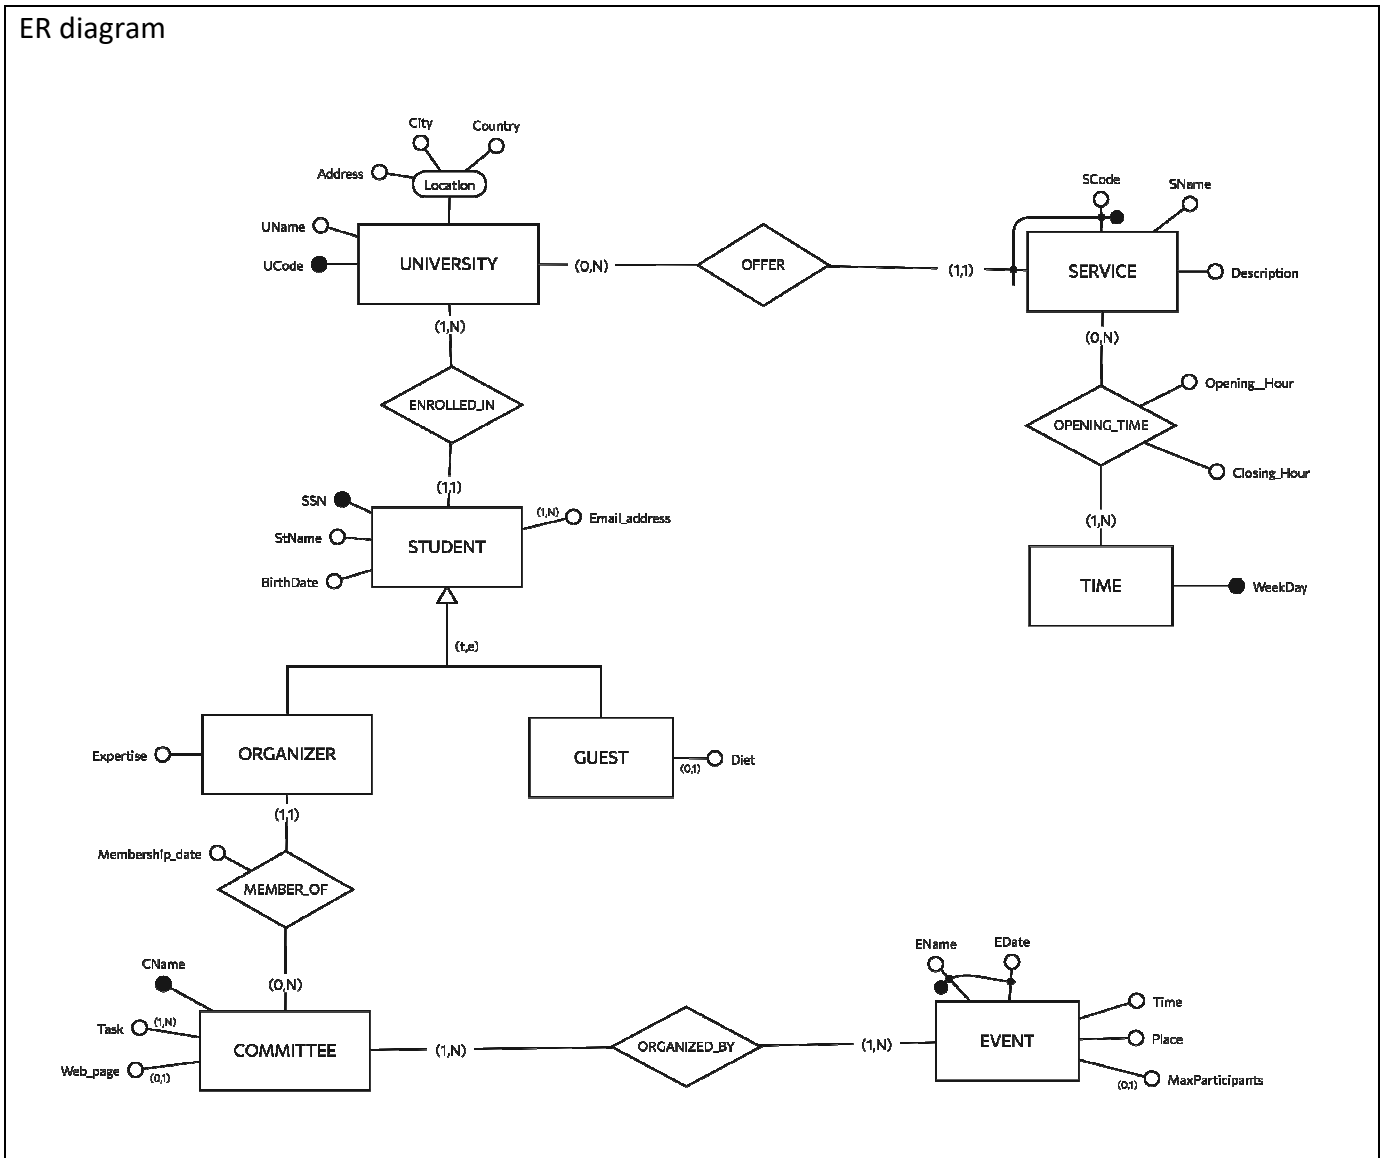 ER diagram
City
Country
Address
Location
SCode
SName
UName
UCode
UNIVERSITY
(0,N)
OFFER
(1,1)
SERVICE
Description
(1,N)
(0,N)
ENROLLED_IN
Opening_Hour
OPENING_TIME
Closing_Hour
(1,1)
SSN
(1,N)
Email_address
(1,N)
StName
STUDENT
BirthDate
TIME
WeekDay
(t,e)
Expertise
ORGANIZER
GUEST
(0,1)
Diet
(1,1)
Membership_date
MEMBER_OF
EName
EDate
CName
(0,N)
Task
(1,N)
Time
COMMITTEE
(1,N)
ORGANIZED_BY
(1,N)
EVENT
Place
Web_page
(0,1)
(0,1)
MaxParticipants